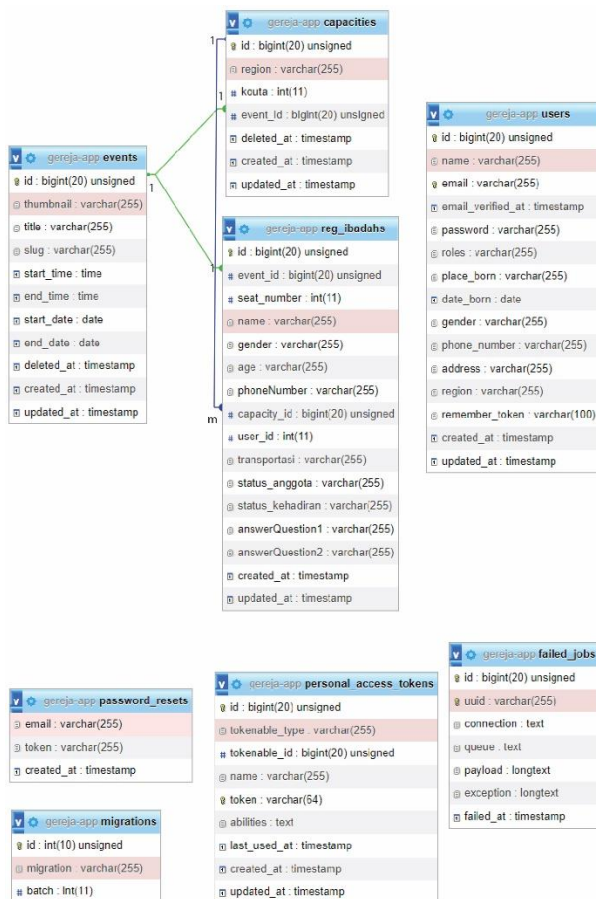 gereja-app capacities
id : bigint(20) unsigned
region : varchar(255)
kouta : int(11)
event_id : bigint(20) unsigned
deleted_at : timestamp
created_at : timestamp
updated_at : timestamp
1
1
gereja-app events
id : bigint(20) unsigned
thumbnail : varchar(255)
title : varchar(255)
slug : varchar(255)
start_time : time
end_time : time
start_date : date
end_date : date
deleted_at : timestamp
created_at : timestamp
updated_at : timestamp
1
gereja-app reg_ibadahs
id : bigint(20) unsigned
event_id : bigint(20) unsigned
seat_number : int(11)
name : varchar(255)
gender : varchar(255)
age : varchar(255)
phoneNumber : varchar(255)
capacity_id : bigint(20) unsigned
user_id : int(11)
transportasi : varchar(255)
status_anggota : varchar(255)
status_kehadiran : varchar(255)
answerQuestion1 : varchar(255)
answerQuestion2 : varchar(255)
created_at : timestamp
updated_at : timestamp
1
m
gereja-app users
id : bigint(20) unsigned
name : varchar(255)
email : varchar(255)
email_verified_at : timestamp
password : varchar(255)
roles : varchar(255)
place_born : varchar(255)
date_born : date
gender : varchar(255)
phone_number : varchar(255)
address : varchar(255)
region : varchar(255)
remember_token : varchar(100)
created_at : timestamp
updated_at : timestamp
gereja-app password_resets
email : varchar(255)
token : varchar(255)
created_at : timestamp
gereja-app migrations
id : int(10) unsigned
migration : varchar(255)
batch : int(11)
gereja-app personal_access_tokens
id : bigint(20) unsigned
tokenable_type : varchar(255)
tokenable_id : bigint(20) unsigned
name : varchar(255)
token : varchar(64)
abilities : text
last_used_at : timestamp
created_at : timestamp
updated_at : timestamp
gereja-app failed_jobs
id : bigint(20) unsigned
uuid : varchar(255)
connection : text
queue : text
payload : longtext
exception : longtext
failed_at : timestamp